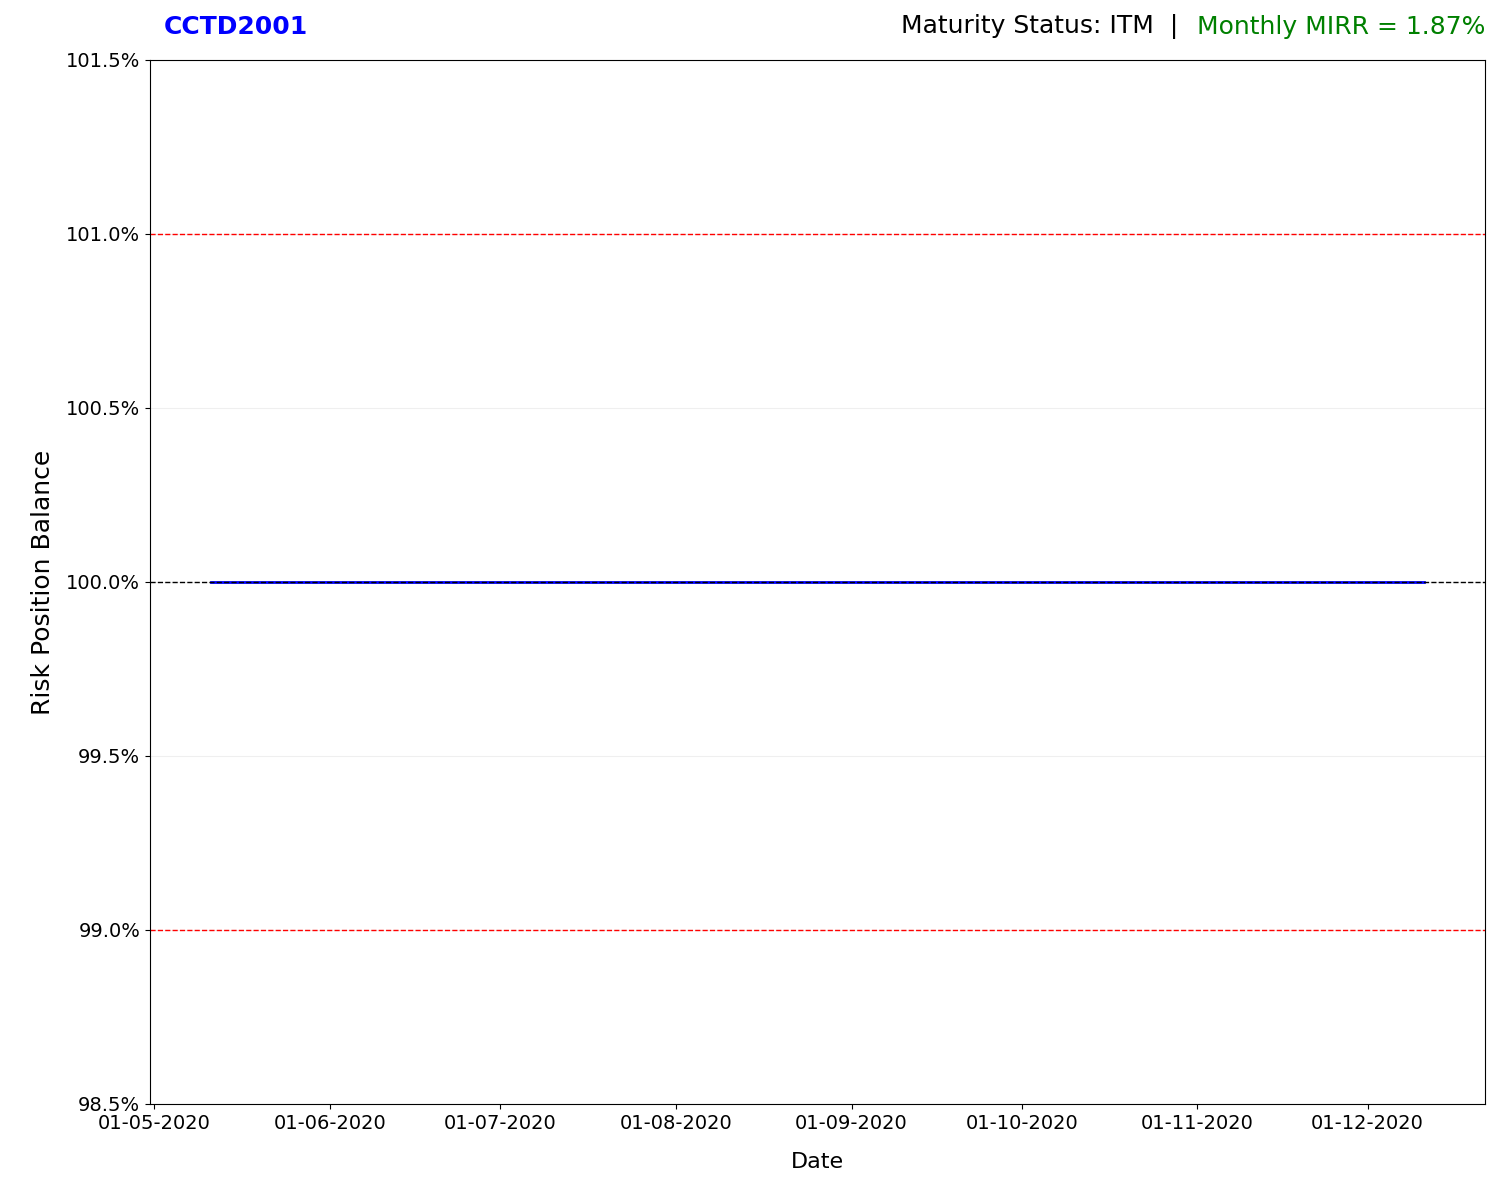 CCTD2001
Maturity Status: ITM | Monthly MIRR = 1.87%
101.5%
101.0%
100.5%
100.0%
99.5%
99.0%
98.5%
Risk Position Balance
01-05-2020 01-06-2020 01-07-2020 01-08-2020 01-09-2020 01-10-2020 01-11-2020 01-12-2020
Date